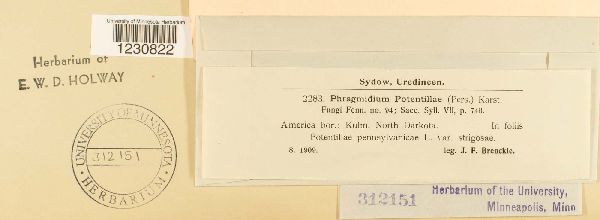 University of Minnesota Herbarium
1230822
Herbarium of
E. W. D. HOLWAY
UNIVERSITY OF MINNESOTA
312151
HERBARIUM
Sydow, Uredineen.
2283. Phragmidium Potentillae (Pers.) Karst.
Fungi Fenn. no. 94; Sacc. Syll. VII, p. 743.
America bor.: Kulm, North Darkota. In foliis
Potentillae pennsylvanicae L. var. strigosae.
8. 1909. leg. J. F. Brenckle.
312151
Herbarium of the University,
Minneapolis, Minn